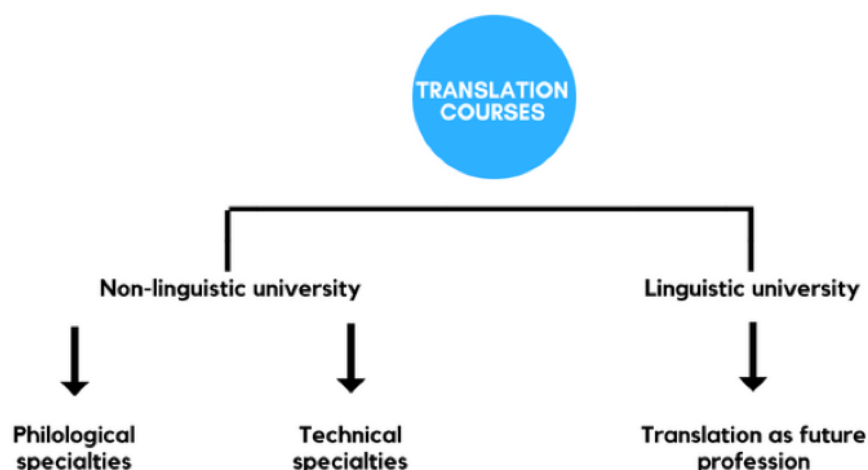 TRANSLATION
COURSES
Non-linguistic university
Linguistic university
Philological
specialties
Technical
specialties
Translation as future
profession